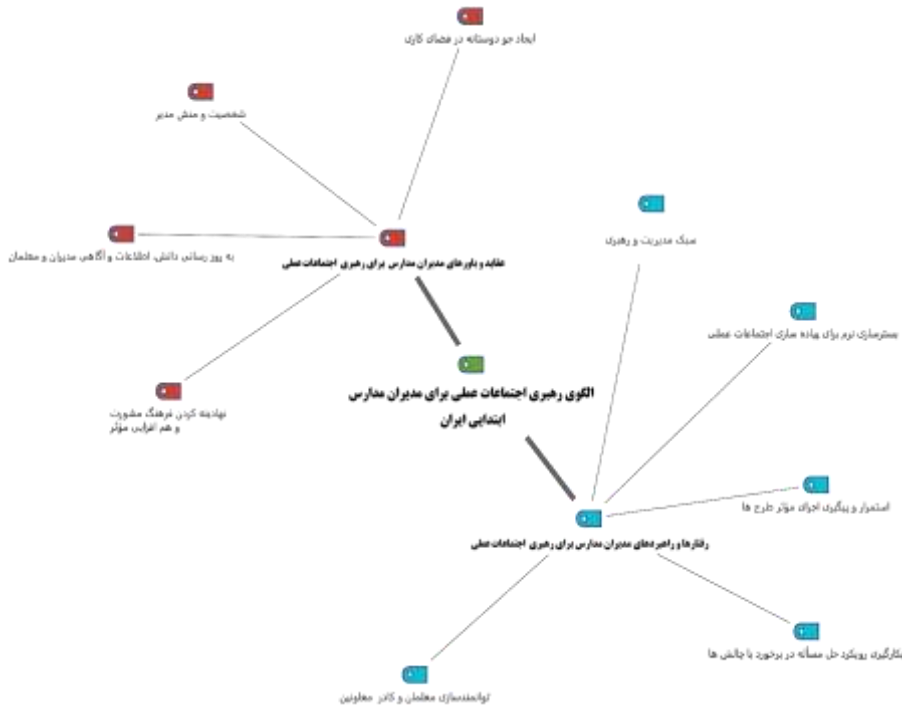 ایجاد جو دوستانه در فضای کاری
شخصیت و منش مدیر
سبک مدیریت و رهبری
به روز رسانی دانش، اطلاعات و آگاهی مدیران و معلمان
عقاید و باورهای مدیران مدارس برای رهبری اجتماعات عملی
بسترسازی نرم برای پیاده سازی اجتماعات عملی
الگوی رهبری اجتماعات عملی برای مدیران مدارس
ابتدایی ایران
نهادینه کردن فرهنگ مشورت
و هم افزایی مؤثر
استمرار و پیگیری اجرای مؤثر طرح ها
رفتارها و راهبردهای مدیران مدارس برای رهبری اجتماعات عملی
بکارگیری رویکرد حل مسأله در برخورد با چالش ها
توانمندسازی معلمان و کادر معاونین